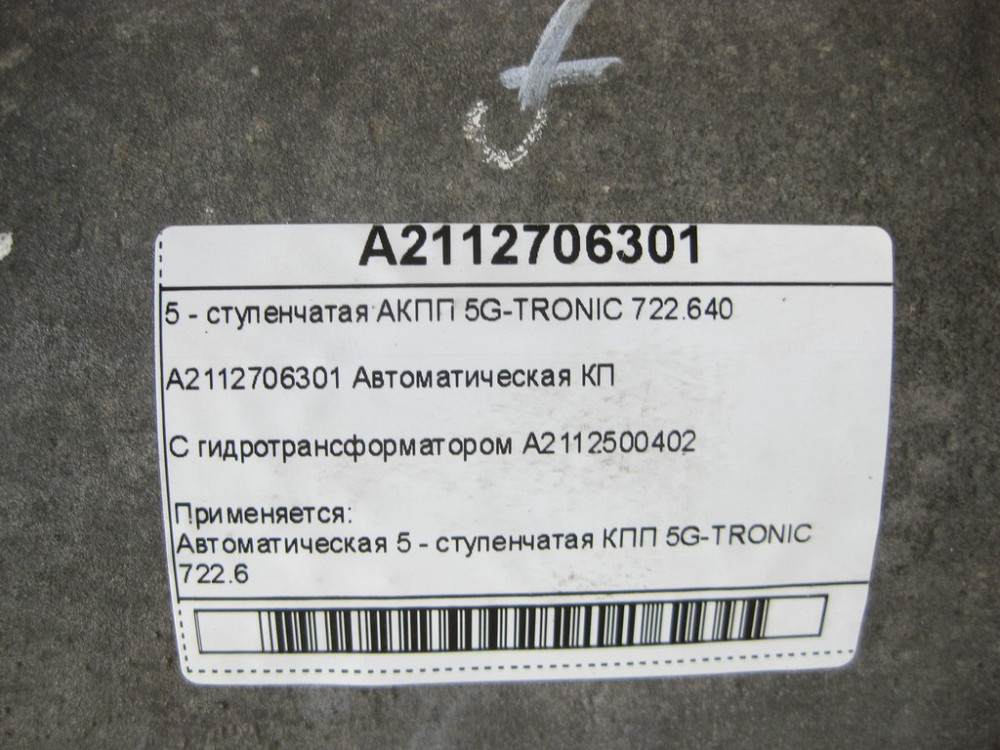 A2112706301
5 - ступенчатая АКПП 5G-TRONIC 722.640
A2112706301 Автоматическая КП
С гидротрансформатором A2112500402
Применяется:
Автоматическая 5 - ступенчатая КПП 5G-TRONIC
722.6